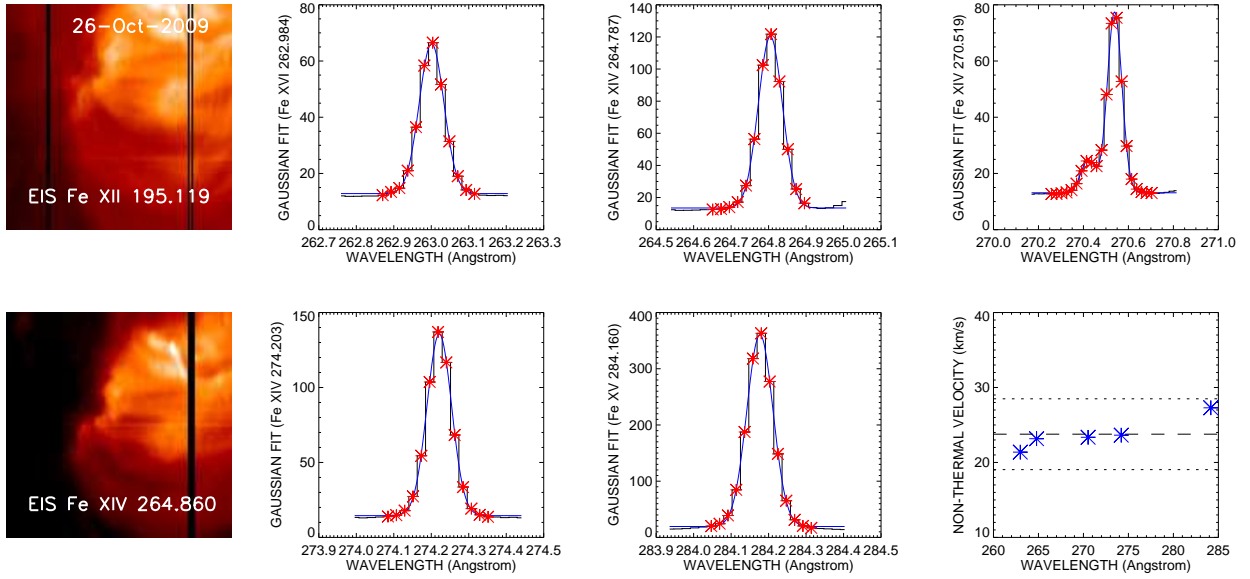 26-Oct-2009
EIS Fe XII 195.119
GAUSSIAN FIT (Fe XVI 262.984)
80
60
40
20
0
262.7 262.8 262.9 263.0 263.1 263.2 263.3
WAVELENGTH (Angstrom)
GAUSSIAN FIT (Fe XIV 264.787)
140
120
100
80
60
40
20
0
264.5 264.6 264.7 264.8 264.9 265.0 265.1
WAVELENGTH (Angstrom)
GAUSSIAN FIT (Fe XIV 270.519)
80
60
40
20
0
270.0 270.2 270.4 270.6 270.8 271.0
WAVELENGTH (Angstrom)
EIS Fe XIV 264.860
GAUSSIAN FIT (Fe XIV 274.203)
150
100
50
0
273.9 274.0 274.1 274.2 274.3 274.4 274.5
WAVELENGTH (Angstrom)
GAUSSIAN FIT (Fe XV 284.160)
400
300
200
100
0
283.9 284.0 284.1 284.2 284.3 284.4 284.5
WAVELENGTH (Angstrom)
NON-THERMAL VELOCITY (km/s)
40
30
20
10
260 265 270 275 280 285
WAVELENGTH (Angstrom)